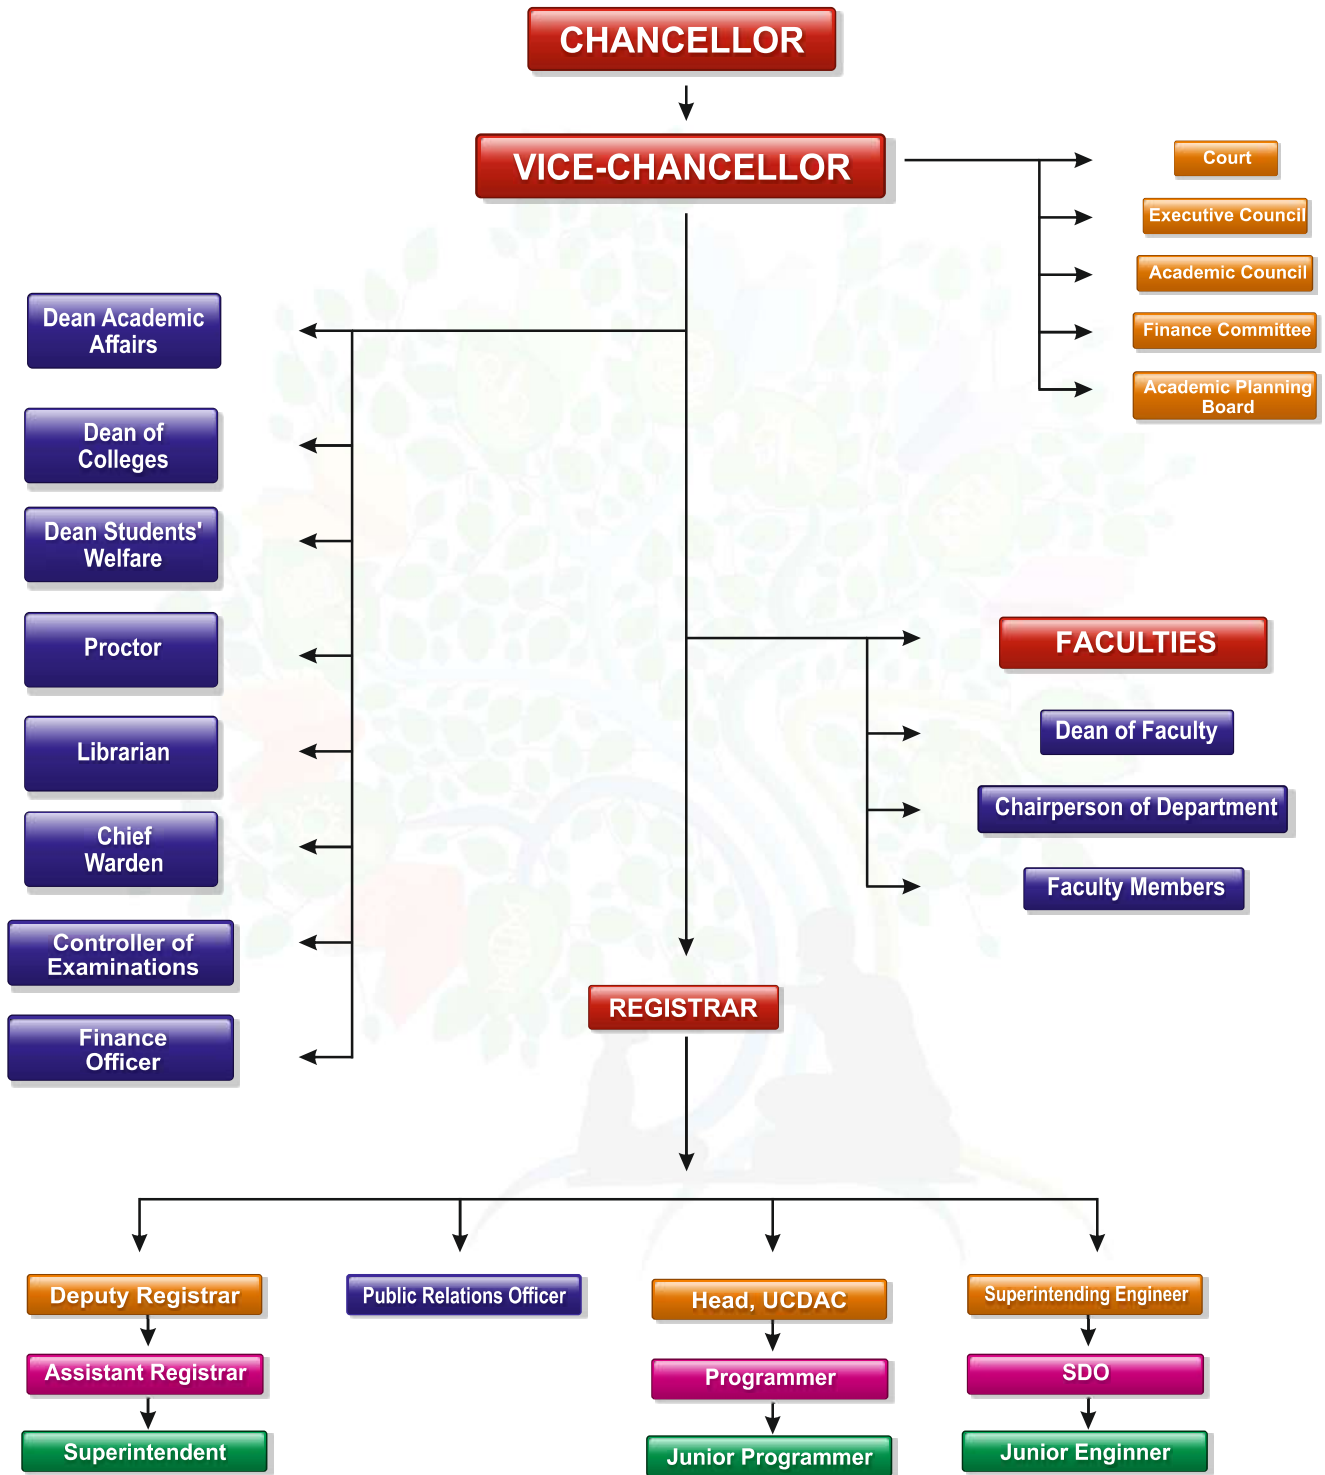 CHANCELLOR
VICE-CHANCELLOR
Court
Executive Council
Academic Council
Finance Committee
Academic Planning
Board
Dean Academic
Affairs
Dean of
Colleges
Dean Students'
Welfare
Proctor
Librarian
Chief
Warden
Controller of
Examinations
Finance
Officer
FACULTIES
Dean of Faculty
Chairperson of Department
Faculty Members
REGISTRAR
Deputy Registrar
Assistant Registrar
Superintendent
Public Relations Officer
Head, UCDAC
Programmer
Junior Programmer
Superintending Engineer
SDO
Junior Enginner